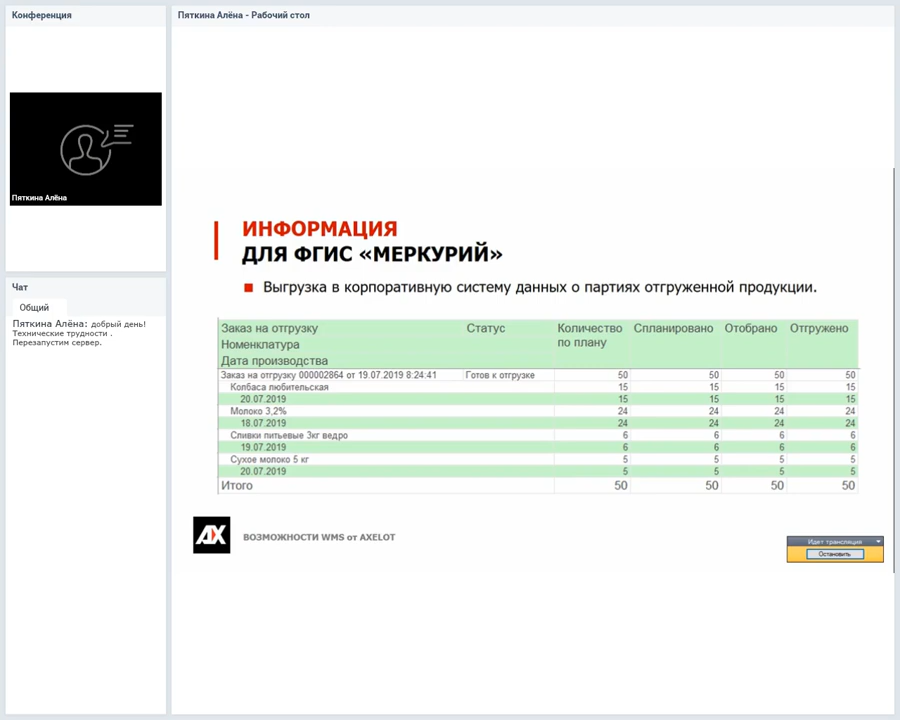 Конференция
Пяткина Алёна
Чат
Общий
Пяткина Алёна: добрый день!
Технические трудности .
Перезапустим сервер.
Пяткина Алёна - Рабочий стол
ИНФОРМАЦИЯ
ДЛЯ ФГИС «МЕРКУРИЙ»
Выгрузка в корпоративную систему данных о партиях отгруженной продукции.
Заказ на отгрузку Статус Количество Спланировано Отобрано Отгружено
Номенклатура по плану
Дата производства
Заказ на отгрузку 000002864 от 19.07.2019 8:24:41 Готов к отгрузке 50 50 50 50
Колбаса любительская 15 15 15 15
20.07.2019 15 15 15 15
Молоко 3,2% 24 24 24 24
18.07.2019 24 24 24 24
Сливки питьевые 3кг ведро 6 6 6 6
19.07.2019 6 6 6 6
Сухое молоко 5 кг 5 5 5 5
20.07.2019 5 5 5 5
Итого 50 50 50 50
AX
ВОЗМОЖНОСТИ WMS от AXELOT
Идет трансляция
Остановить